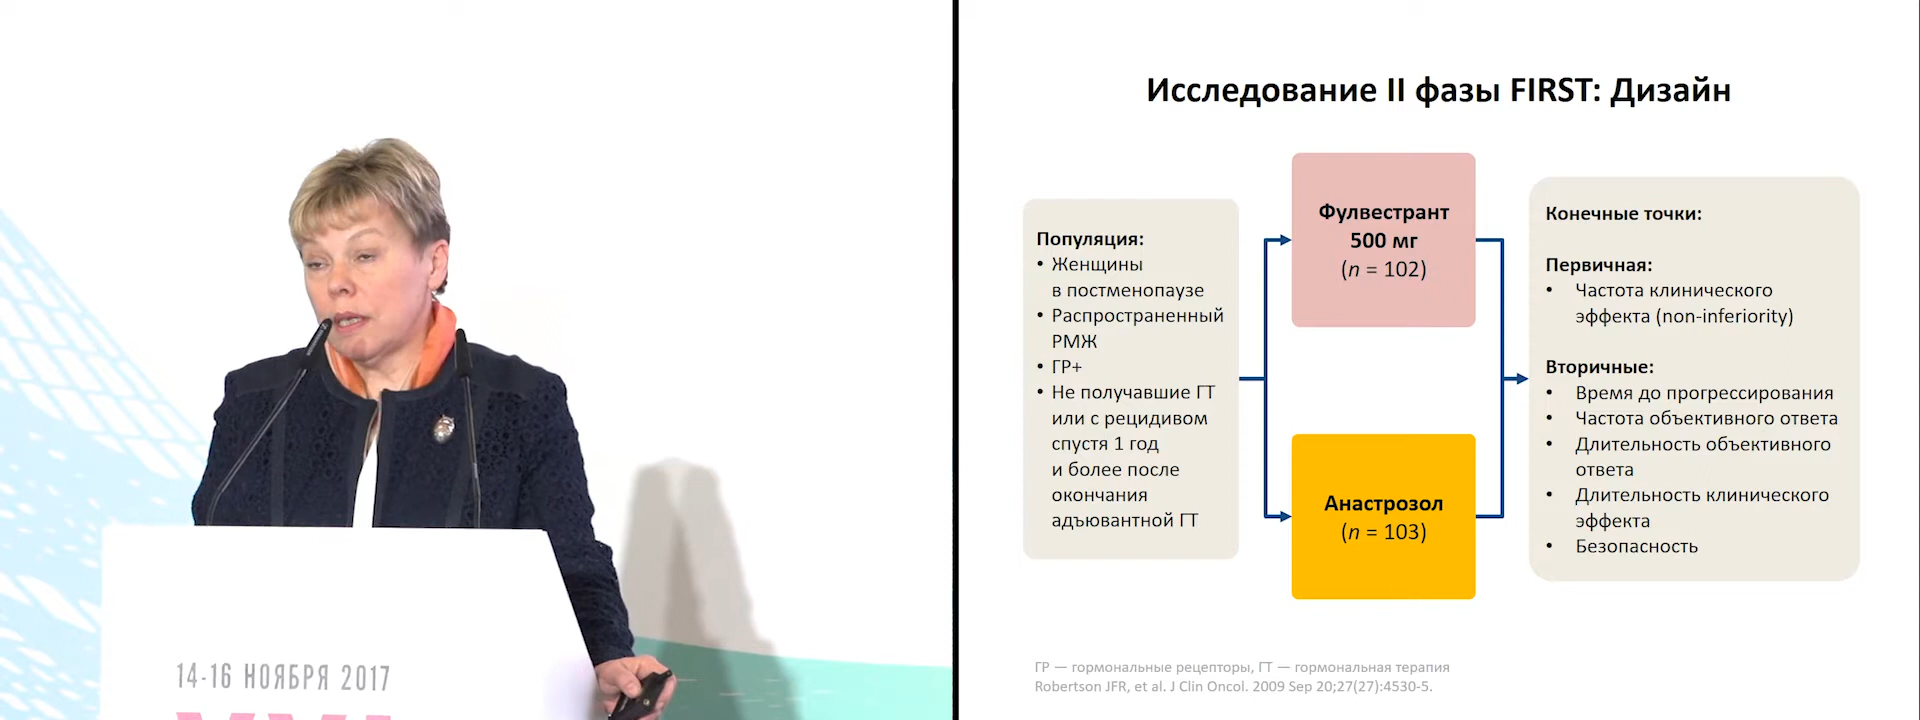 14-16 НОЯБРЯ 2017
Исследование II фазы FIRST: Дизайн
Популяция:
• Женщины
в постменопаузе
• Распространенный
РМЖ
• ГР+
• Не получавшие ГТ
или с рецидивом
спустя 1 год
и более после
окончания
адъювантной ГТ
Фулвестрант
500 мг
(n = 102)
Анастрозол
(n = 103)
Конечные точки:
Первичная:
• Частота клинического
эффекта (non-inferiority)
Вторичные:
• Время до прогрессирования
• Частота объективного ответа
• Длительность объективного
ответа
• Длительность клинического
эффекта
• Безопасность
ГР — гормональные рецепторы, ГТ — гормональная терапия
Robertson JFR, et al. J Clin Oncol. 2009 Sep 20;27(27):4530-5.